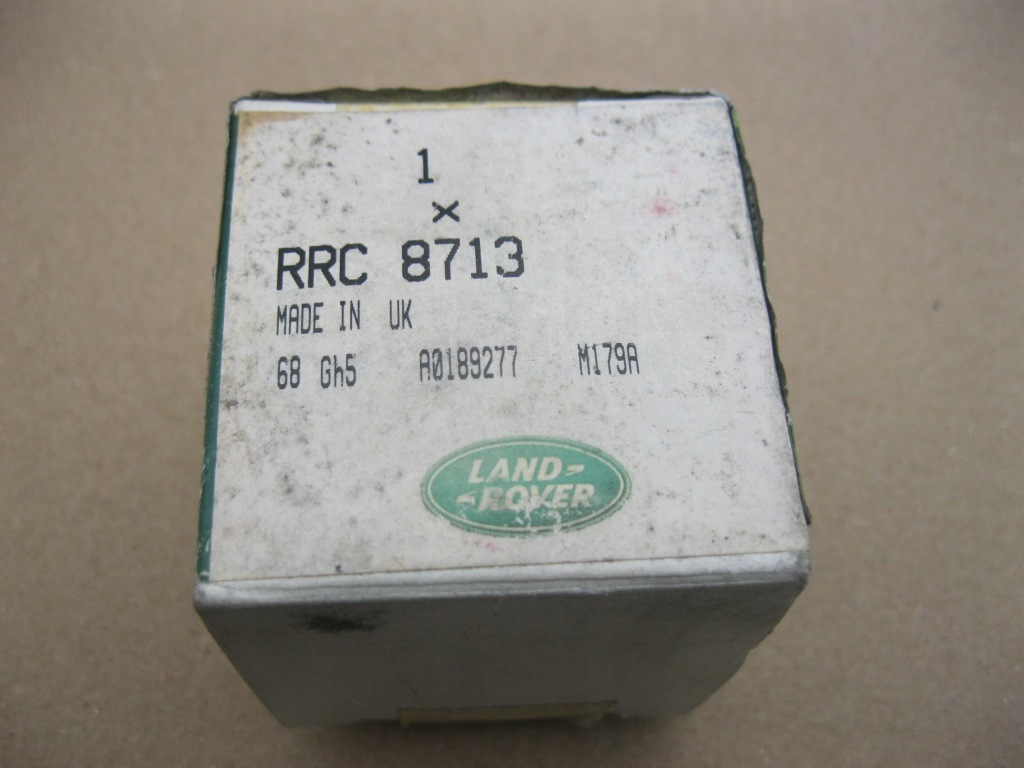 1
x
RRC 8713
MADE IN UK
68 Gh5 A0189277 M179A
LAND-
-ROVER